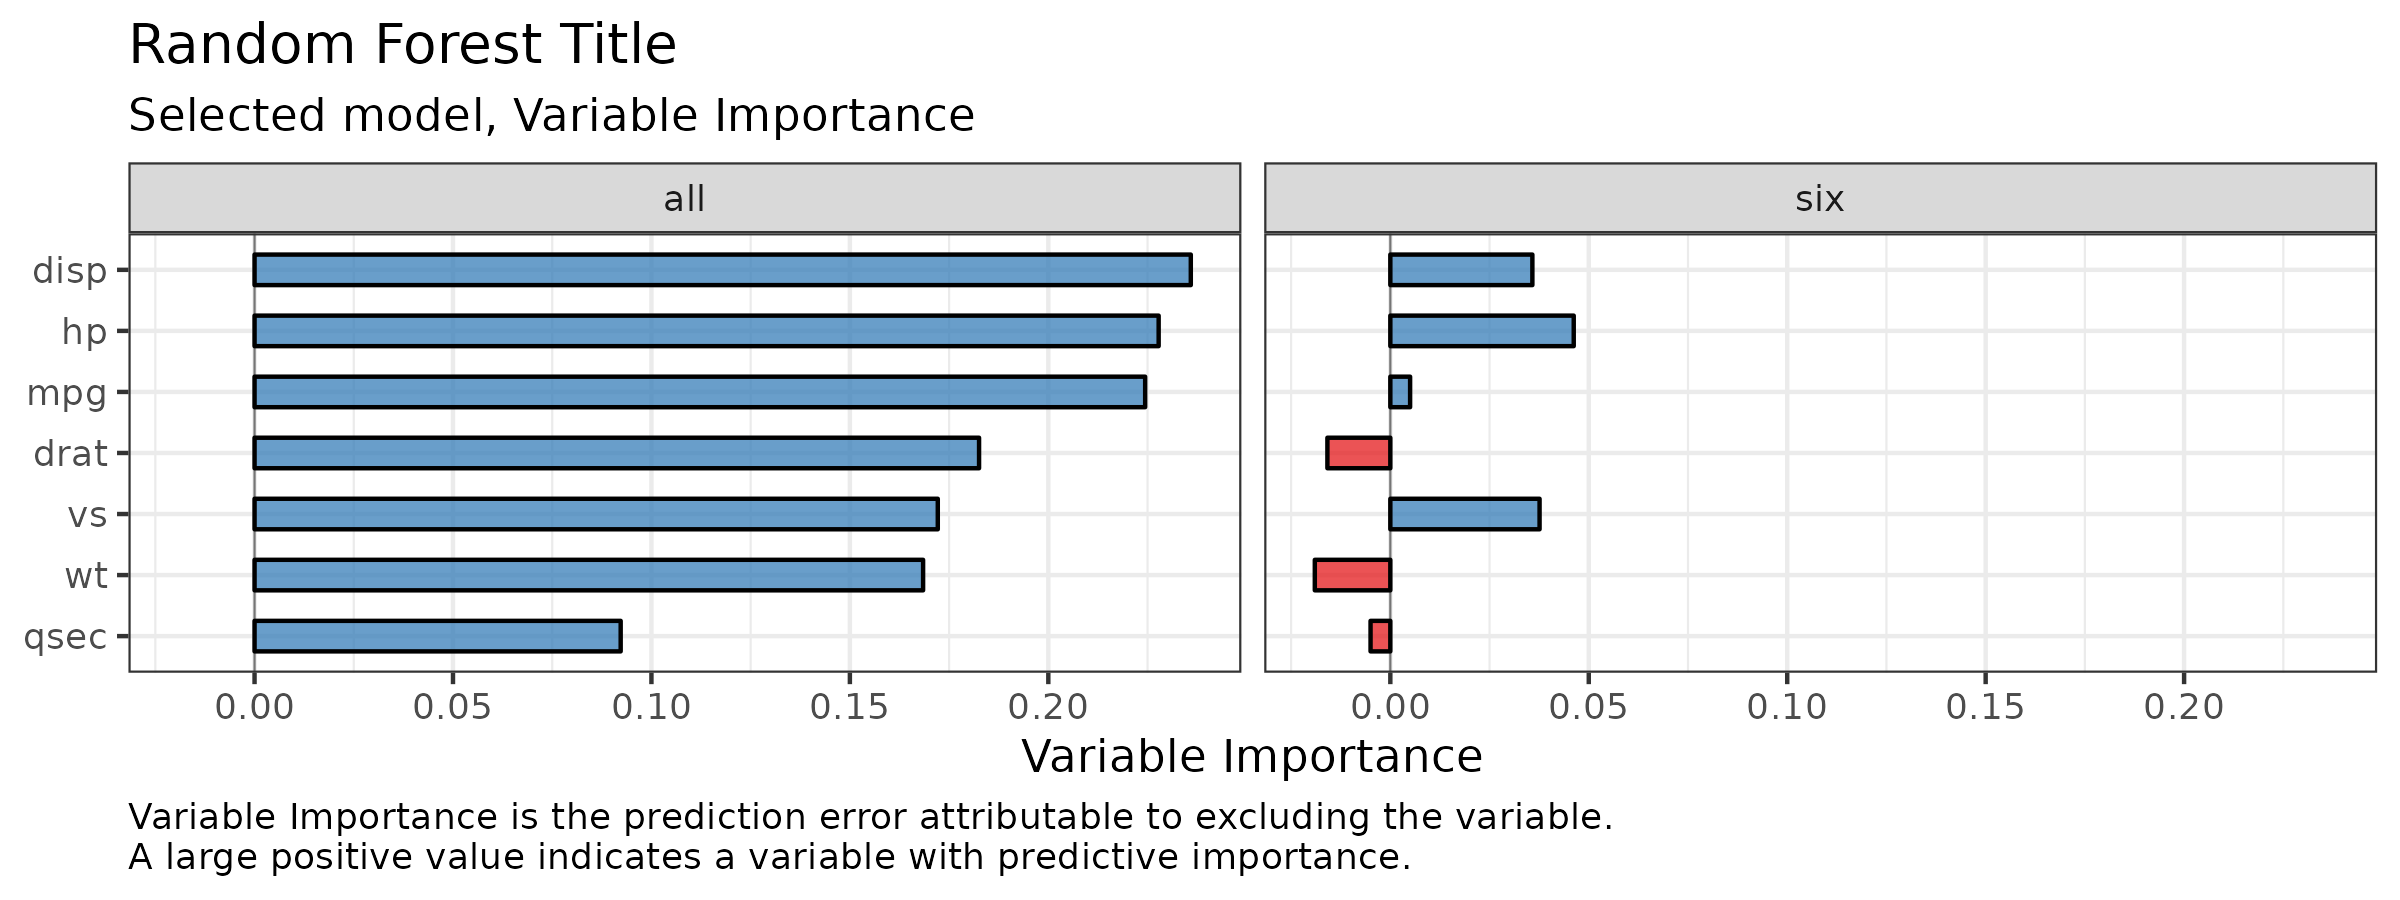 Random Forest Title
Selected model, Variable Importance
all
six
disp
hp
mpg
drat
vs
wt
qsec
0.00 0.05 0.10 0.15 0.20
0.00 0.05 0.10 0.15 0.20
Variable Importance
Variable Importance is the prediction error attributable to excluding the variable.
A large positive value indicates a variable with predictive importance.